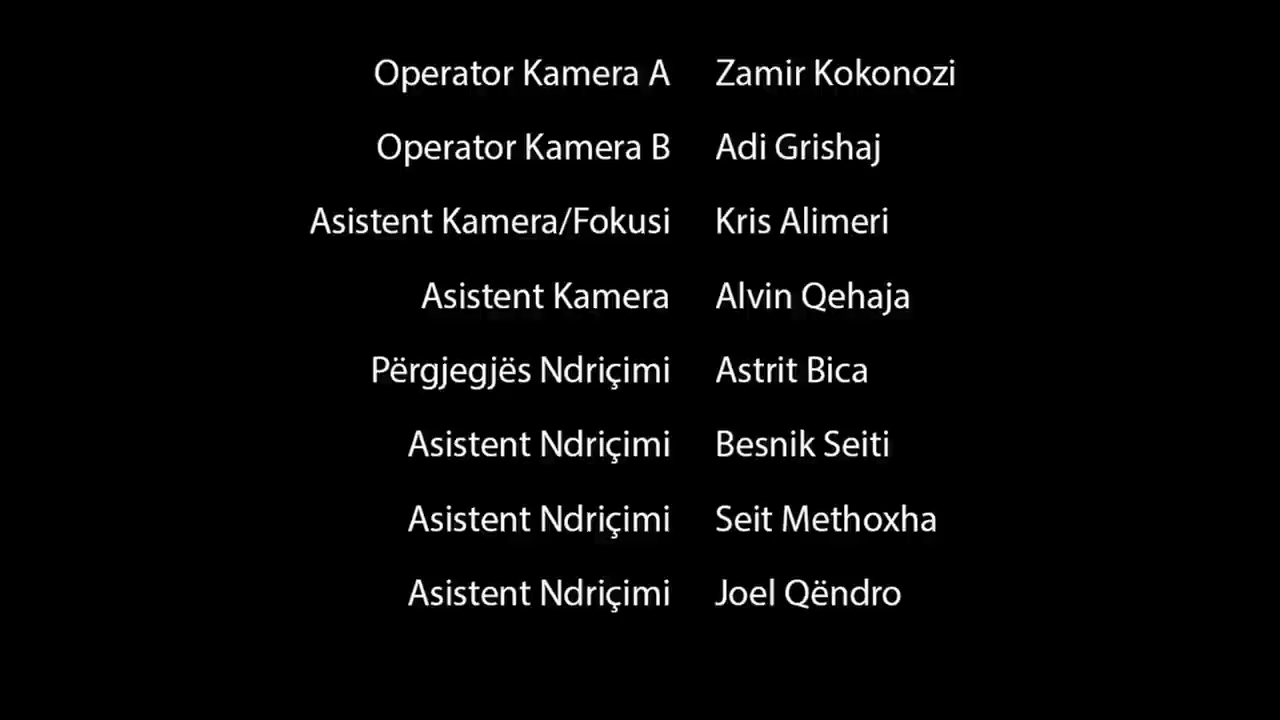 Operator Kamera A Zamir Kokonozi
Operator Kamera B Adi Grishaj
Asistent Kamera/Fokusi Kris Alimeri
Asistent Kamera Alvin Qehaja
Përgjegjës Ndriçimi Astrit Bica
Asistent Ndriçimi Besnik Seiti
Asistent Ndriçimi Seit Methoxha
Asistent Ndriçimi Joel Qëndro